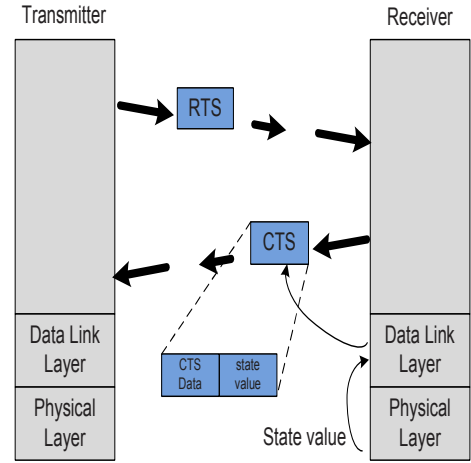 Transmitter
Receiver
RTS
CTS
Data Link
Layer
CTS
Data
state
value
Data Link
Layer
Physical
Layer
State value
Physical
Layer